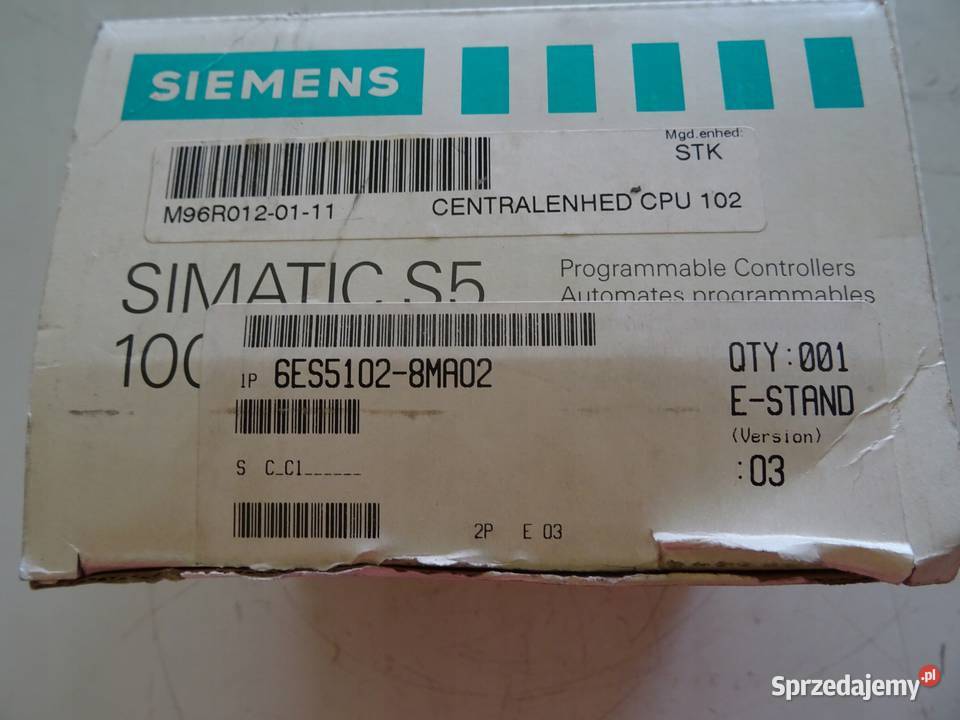 SIEMENS
Mgd.enhed:
STK
M96R012-01-11
CENTRALENHED CPU 102
SIMATIC S5
100
Programmable Controllers
Automates programmables
1P 6ES5102-8MA02
QTY:001
E-STAND
(Version)
:03
S C_C1______
2P E 03
Sprzedajemy.pl